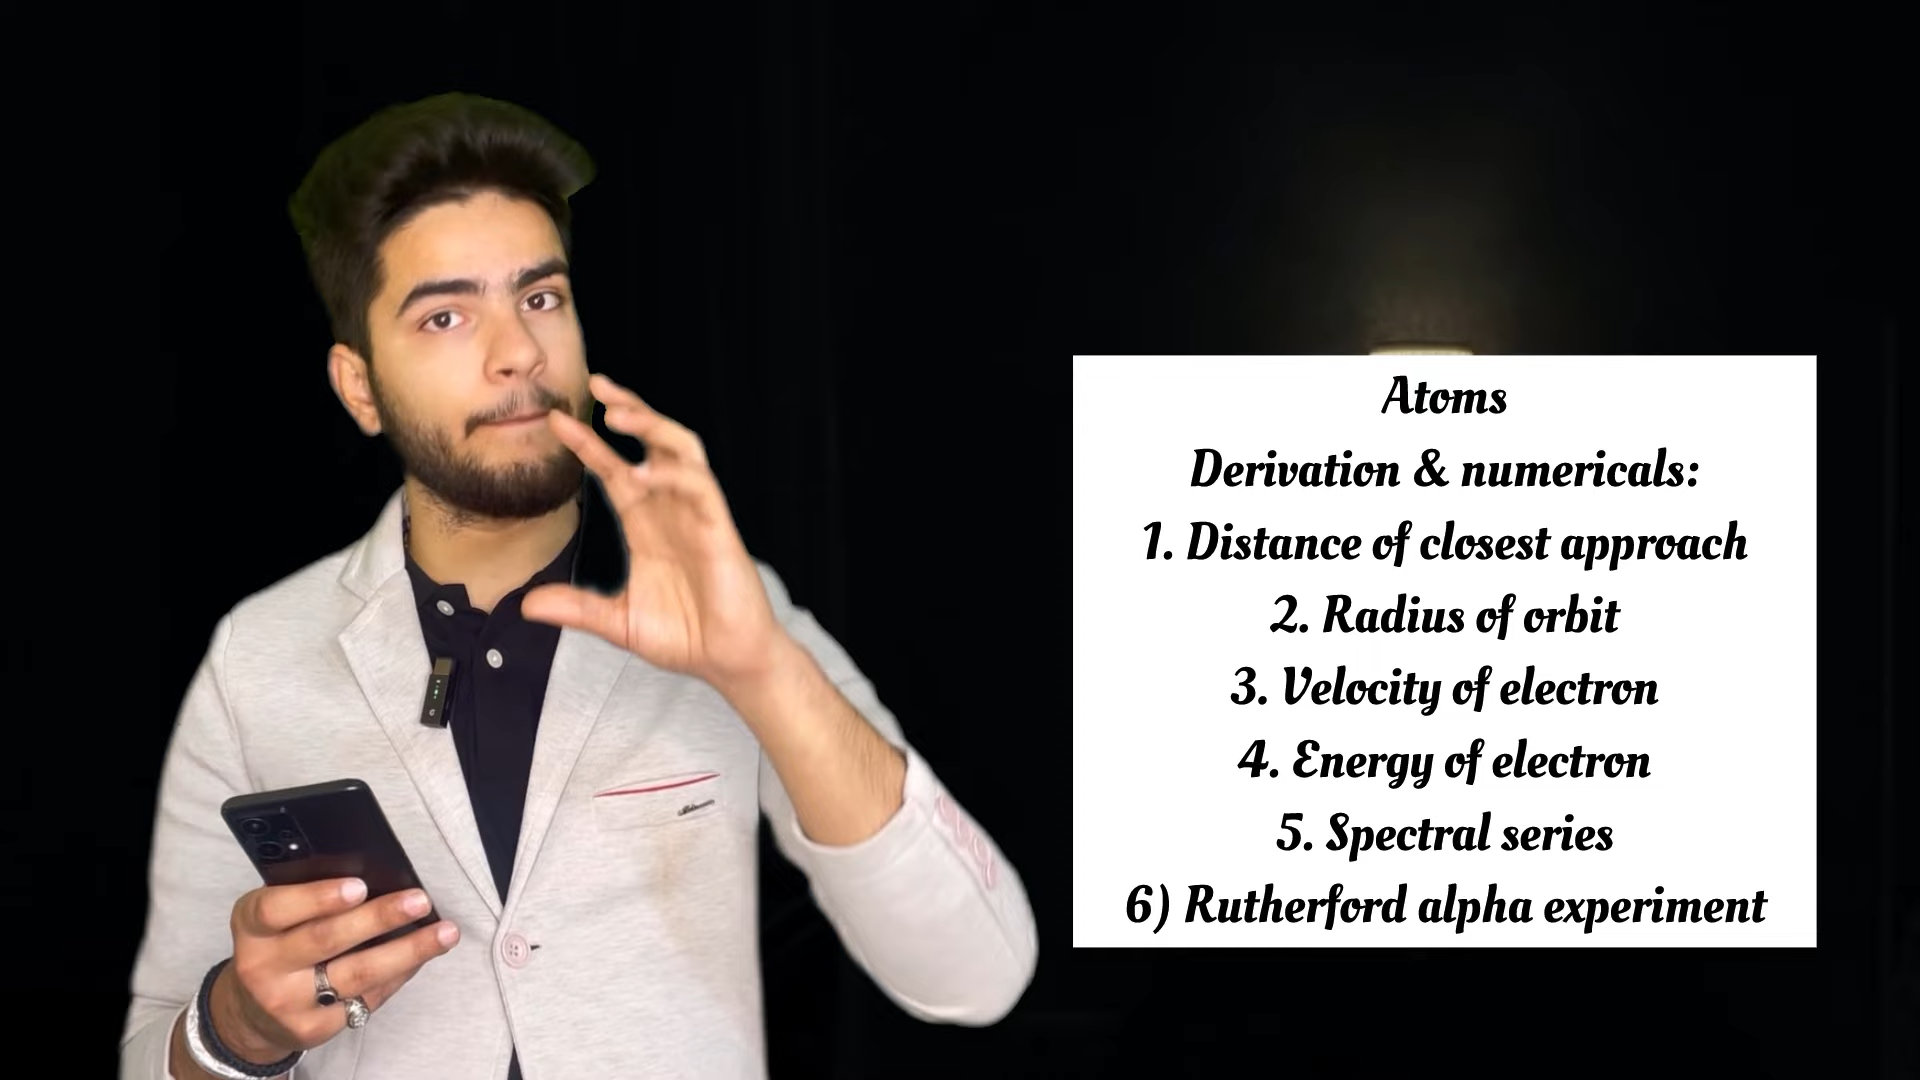 Atoms
Derivation & numericals:
1. Distance of closest approach
2. Radius of orbit
3. Velocity of electron
4. Energy of electron
5. Spectral series
6) Rutherford alpha experiment